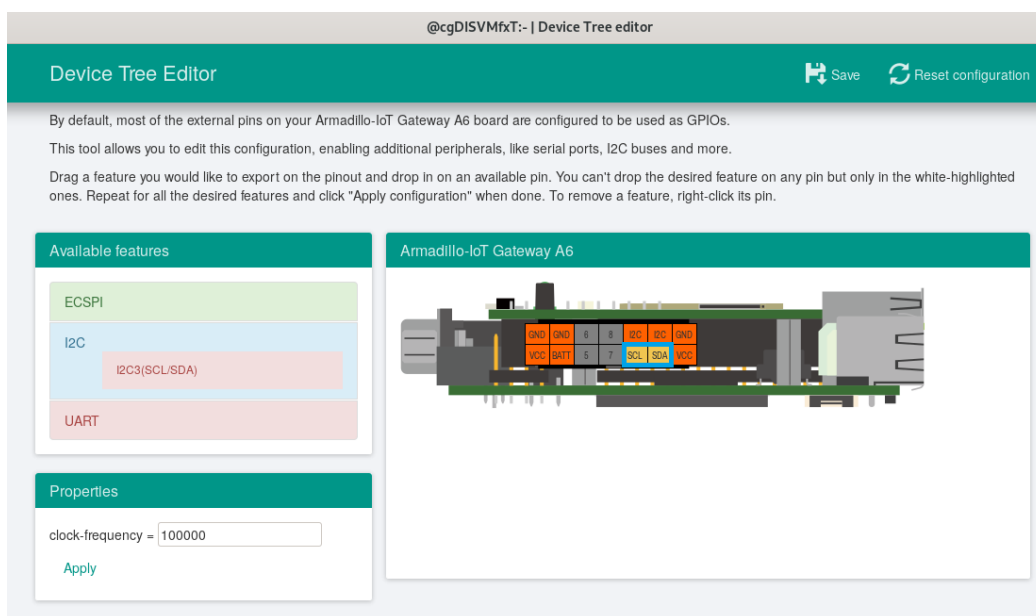 @cgDISVMfxT:- | Device Tree editor
Device Tree Editor
Save
Reset configuration
By default, most of the external pins on your Armadillo-IoT Gateway A6 board are configured to be used as GPIOs.
This tool allows you to edit this configuration, enabling additional peripherals, like serial ports, I2C buses and more.
Drag a feature you would like to export on the pinout and drop in on an available pin. You can't drop the desired feature on any pin but only in the white-highlighted
ones. Repeat for all the desired features and click "Apply configuration" when done. To remove a feature, right-click its pin.
Available features
ECSPI
I2C
I2C3(SCL/SDA)
UART
Properties
clock-frequency = 100000
Apply
Armadillo-IoT Gateway A6
GND GND 6 8 I2C I2C GND
VCC BATT 5 7 SCL SDA VCC